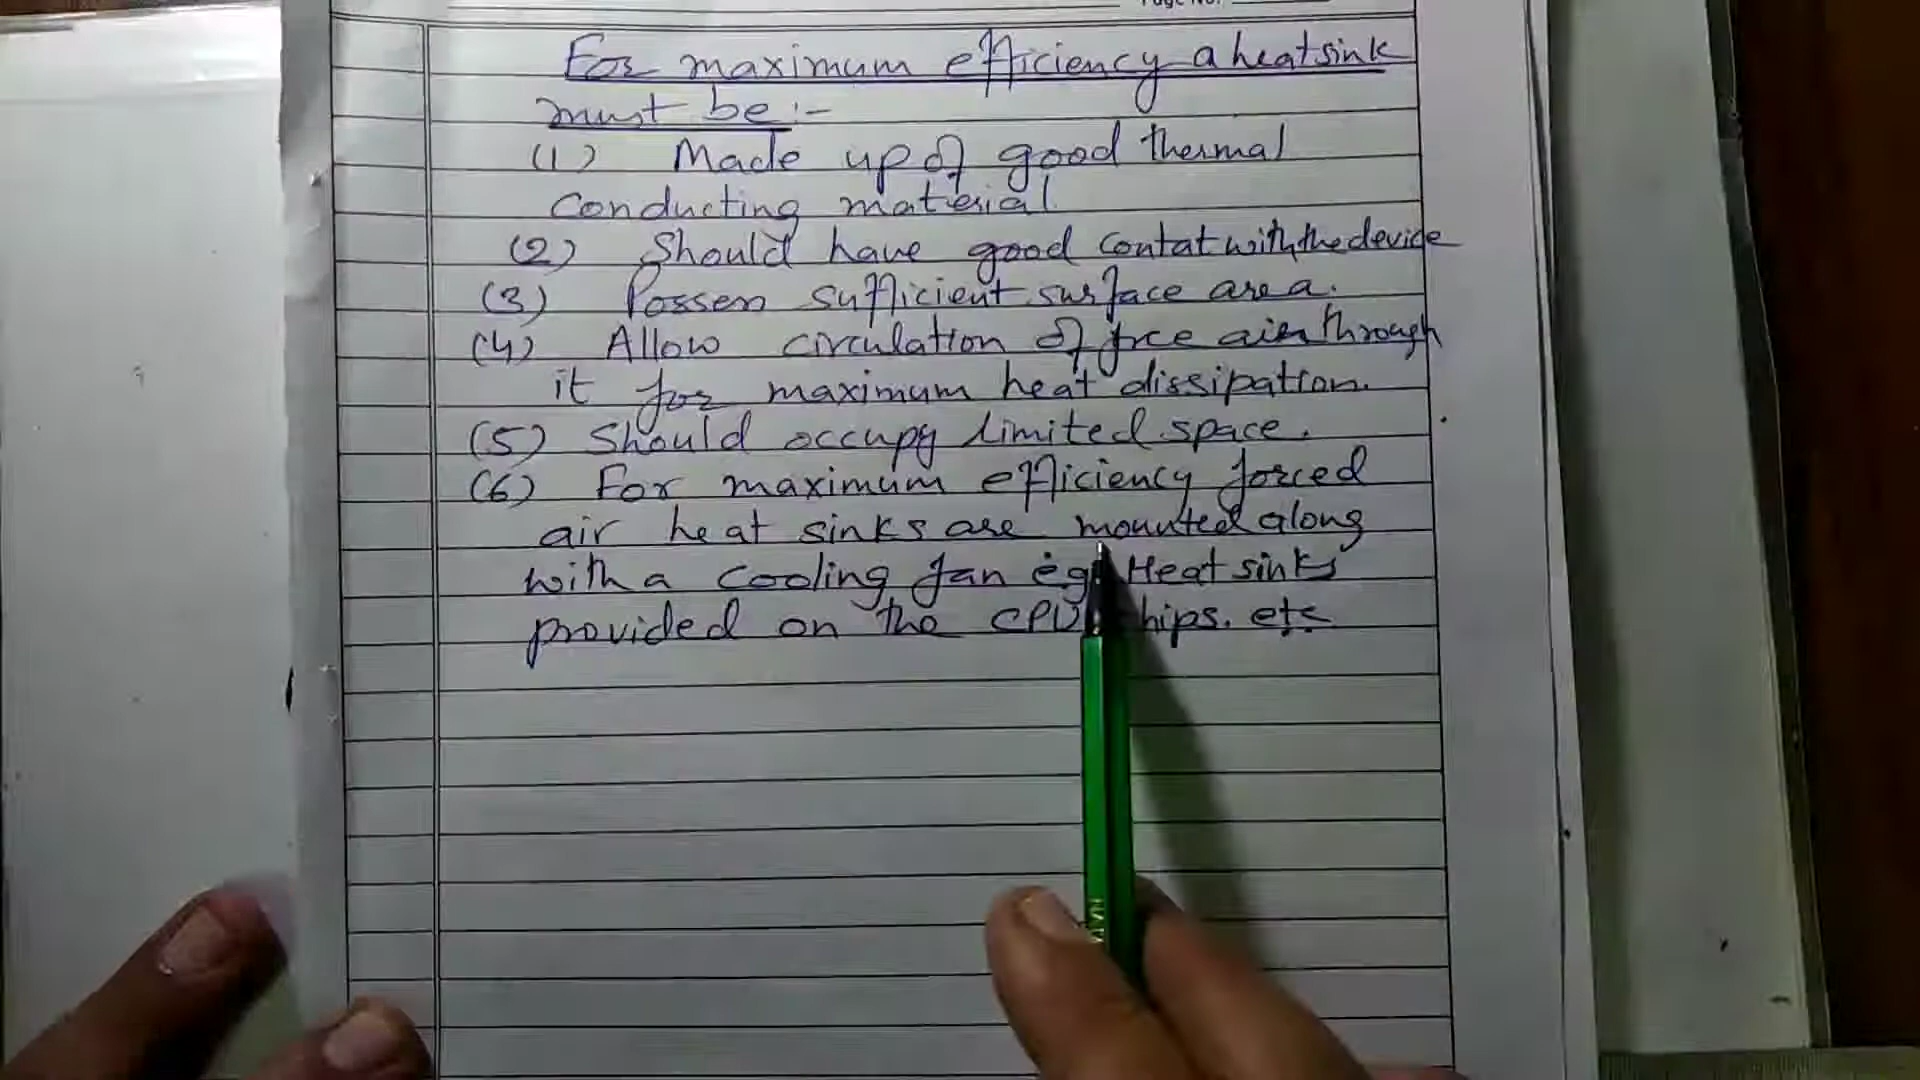 Page No.
For maximum efficiency a heatsink
must be :-
(1) Made up of good thermal
conducting material
(2) Should have good contat with the device
(3) Possess sufficient surface area.
(4) Allow circulation of free air through
it for maximum heat dissipation.
(5) Should occupy limited space.
(6) For maximum efficiency forced
air heat sinks are mounted along
with a cooling fan eg Heat sinks
provided on the CPU chips. etc